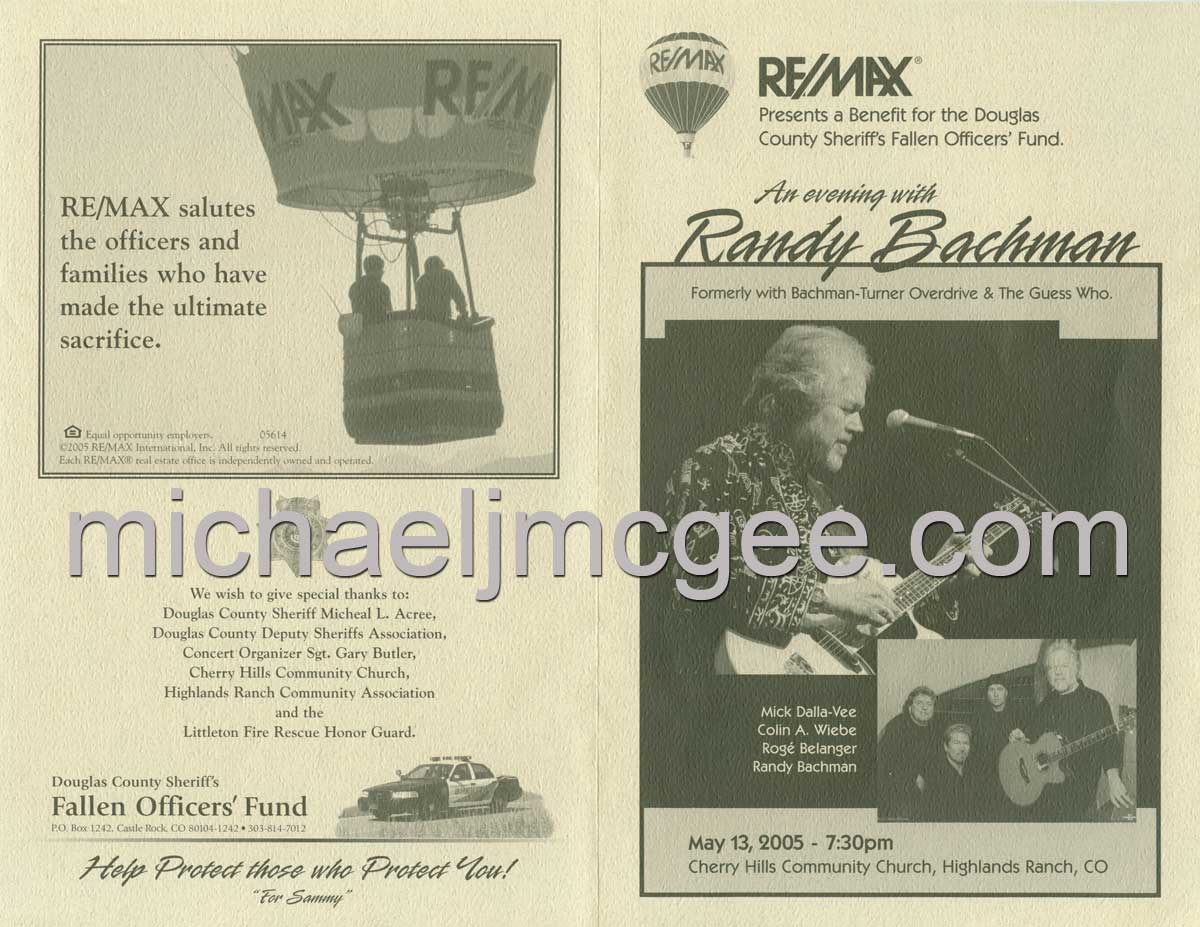 MAX RE/M
RE/MAX salutes
the officers and
families who have
made the ultimate
sacrifice.
Equal opportunity employers. 05614
©2005 RE/MAX International, Inc. All rights reserved.
Each RE/MAX® real estate office is independently owned and operated.
We wish to give special thanks to:
Douglas County Sheriff Micheal L. Acree,
Douglas County Deputy Sheriffs Association,
Concert Organizer Sgt. Gary Butler,
Cherry Hills Community Church,
Highlands Ranch Community Association
and the
Littleton Fire Rescue Honor Guard.
Douglas County Sheriff's
Fallen Officers' Fund
P.O. Box 1242, Castle Rock, CO 80104-1242 • 303-814-7012
Help Protect those who Protect You!
"For Sammy"
RE/MAX
RE/MAX®
Presents a Benefit for the Douglas
County Sheriff's Fallen Officers' Fund.
An evening with
Randy Bachman
Formerly with Bachman-Turner Overdrive & The Guess Who.
Mick Dalla-Vee
Colin A. Wiebe
Rogé Belanger
Randy Bachman
May 13, 2005 - 7:30pm
Cherry Hills Community Church, Highlands Ranch, CO
michaeljmcgee.com